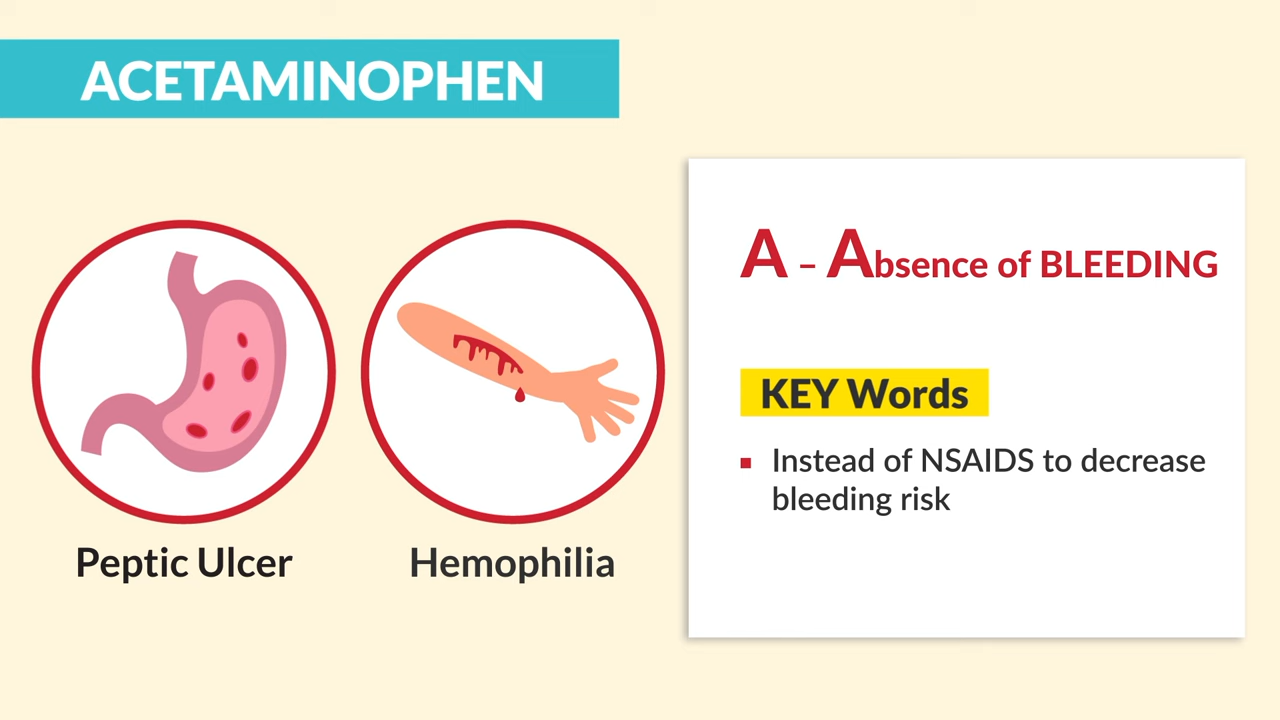 ACETAMINOPHEN
A – Absence of BLEEDING
KEY Words
▪ Instead of NSAIDS to decrease
bleeding risk
Peptic Ulcer
Hemophilia